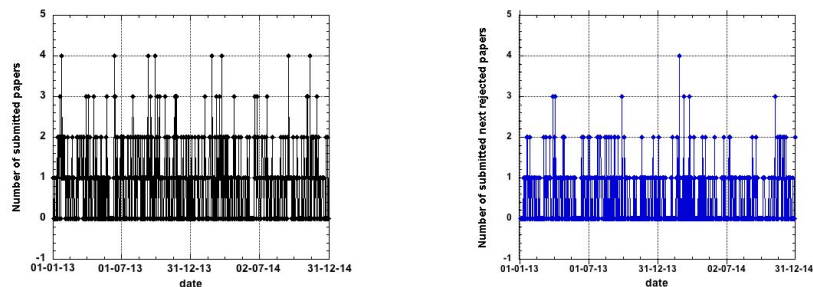 Number of submitted papers
5
4
3
2
1
0
-1
01-01-13 01-07-13 31-12-13 02-07-14 31-12-14
date
Number of submitted next rejected papers
5
4
3
2
1
0
-1
01-01-13 01-07-13 31-12-13 02-07-14 31-12-14
date